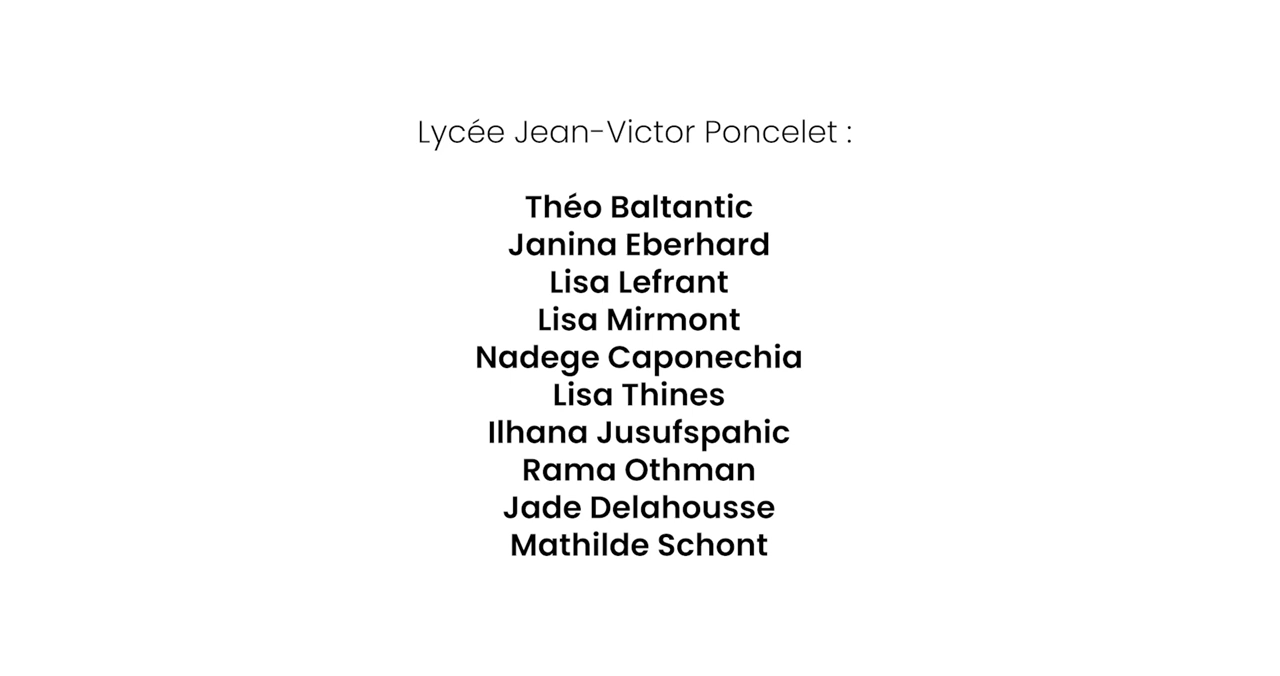 Lycée Jean-Victor Poncelet :
Théo Baltantic
Janina Eberhard
Lisa Lefrant
Lisa Mirmont
Nadege Caponechia
Lisa Thines
Ilhana Jusufspahic
Rama Othman
Jade Delahousse
Mathilde Schont